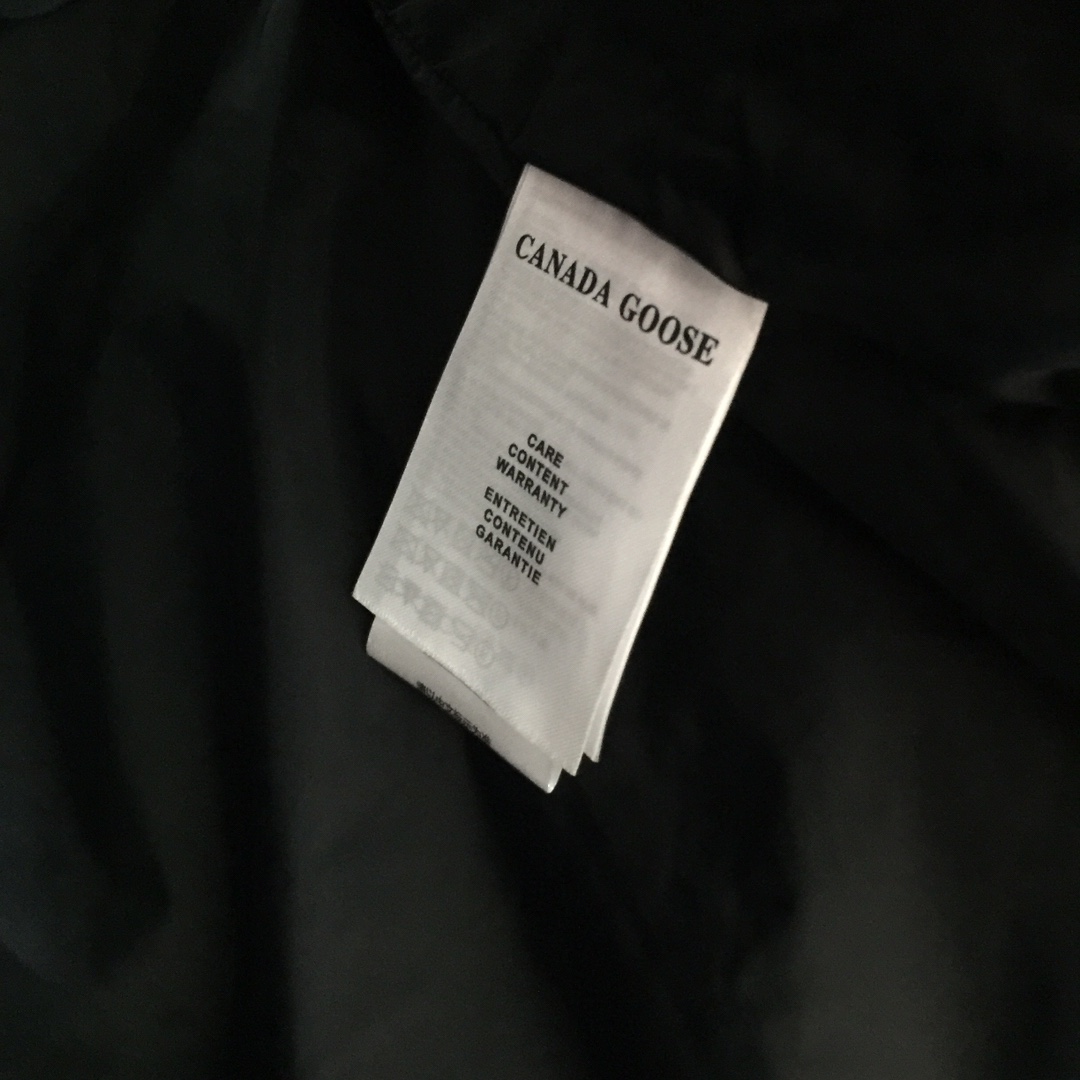 CANADA GOOSE
CARE
CONTENT
WARRANTY
ENTRETIEN
CONTENU
GARANTIE